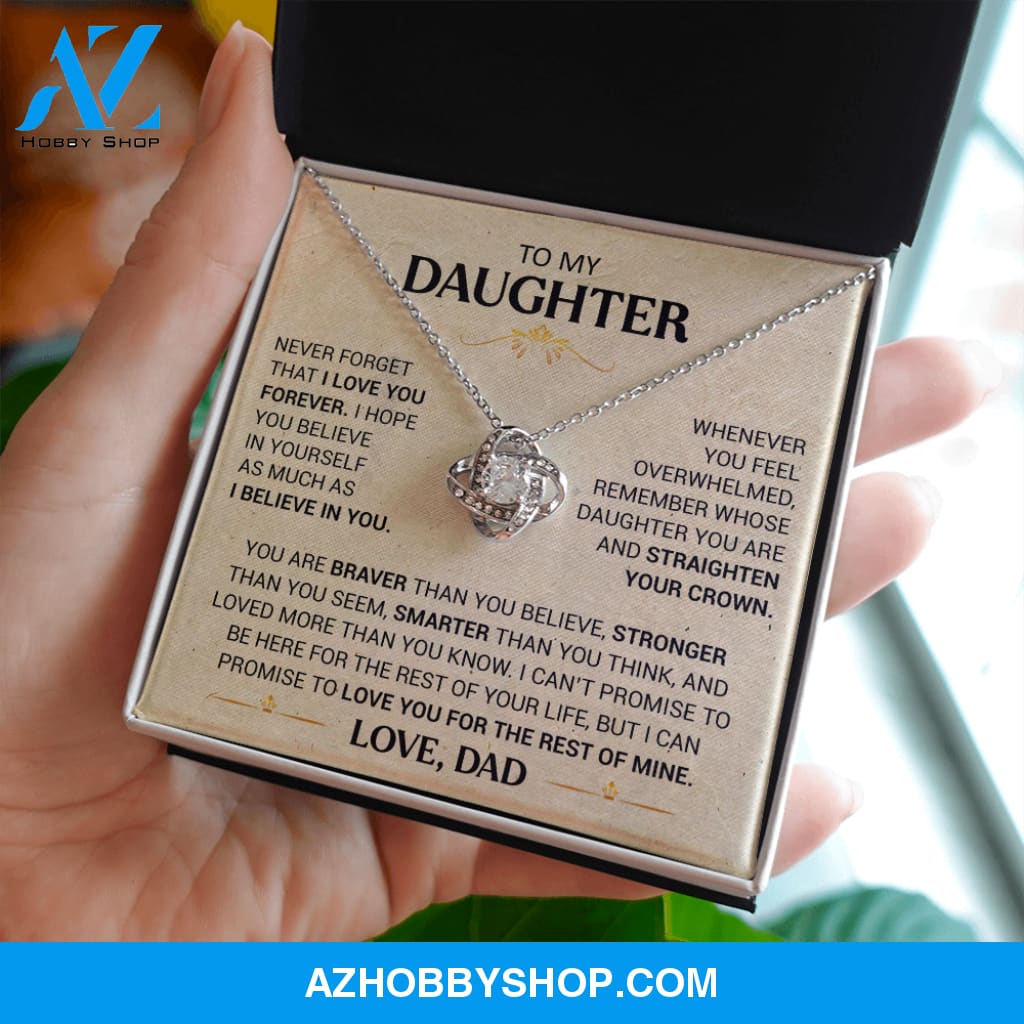 AZ
HOBBY SHOP
TO MY
DAUGHTER
NEVER FORGET
THAT I LOVE YOU
FOREVER. I HOPE
YOU BELIEVE
IN YOURSELF
AS MUCH AS
I BELIEVE IN YOU.
WHENEVER
YOU FEEL
OVERWHELMED,
REMEMBER WHOSE
DAUGHTER YOU ARE
AND STRAIGHTEN
YOUR CROWN.
YOU ARE BRAVER THAN YOU BELIEVE, STRONGER
THAN YOU SEEM, SMARTER THAN YOU THINK, AND
LOVED MORE THAN YOU KNOW. I CAN'T PROMISE TO
BE HERE FOR THE REST OF YOUR LIFE, BUT I CAN
PROMISE TO LOVE YOU FOR THE REST OF MINE.
LOVE, DAD
AZHOBBYSHOP.COM